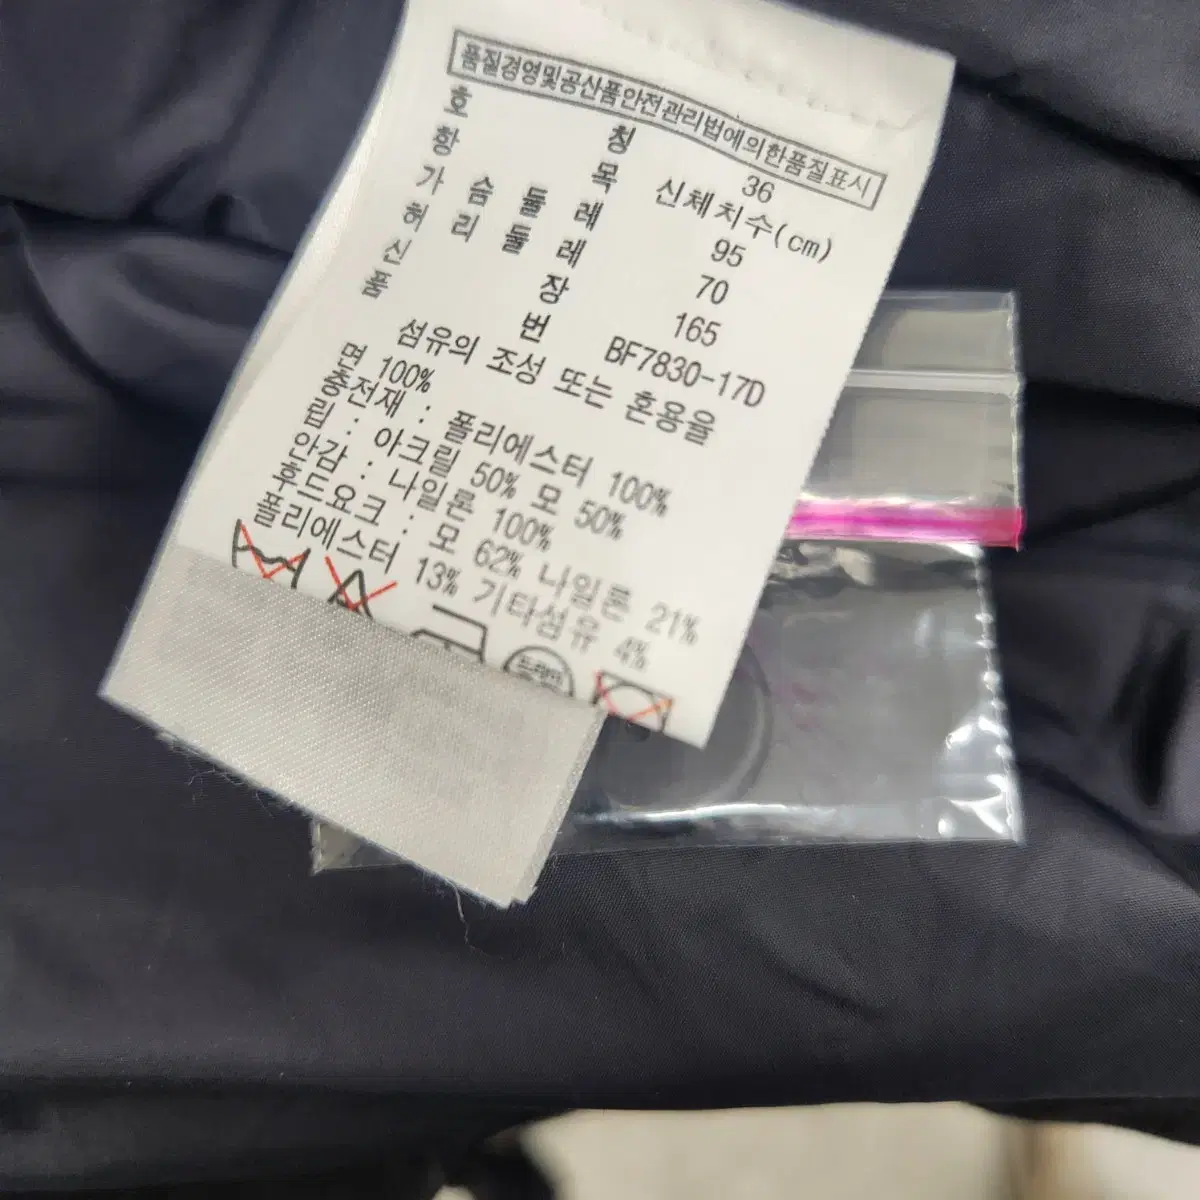 품질경영및공산품안전관리법에의한품질표시
호 칭 36
항 목 신체치수(cm)
가 슴 둘 레 95
허 리 둘 레 70
신 장 165
품 번 BF7830-17D
섬유의 조성 또는 혼용율
면 100%
충전재 : 폴리에스터 100%
립 : 아크릴 50% 모 50%
안감 : 나일론 100%
후드요크 : 모 62% 나일론 21%
폴리에스터 13% 기타섬유 4%